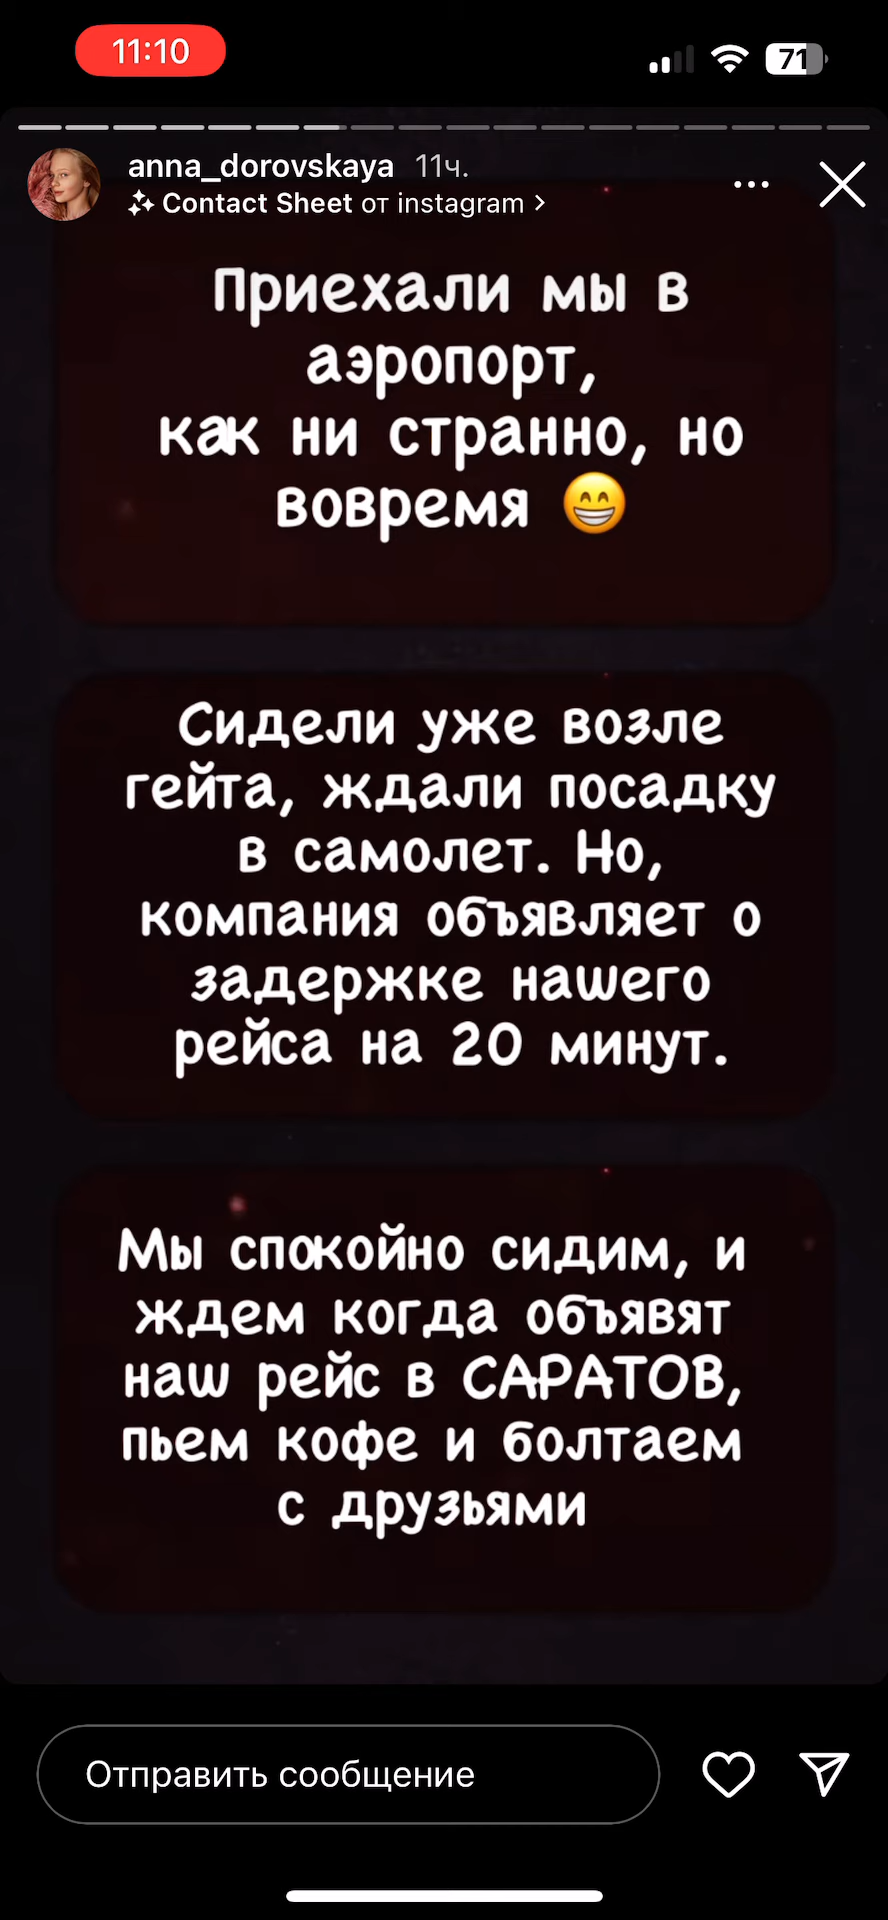 11:10
71
anna_dorovskaya 11ч.
Contact Sheet от instagram >
Приехали мы в
аэропорт,
как ни странно, но
вовремя 😁
Сидели уже возле
гейта, ждали посадку
в самолет. Но,
компания объявляет о
задержке нашего
рейса на 20 минут.
Мы спокойно сидим, и
ждем когда объявят
наш рейс в САРАТОВ,
пьем кофе и болтаем
с друзьями
Отправить сообщение